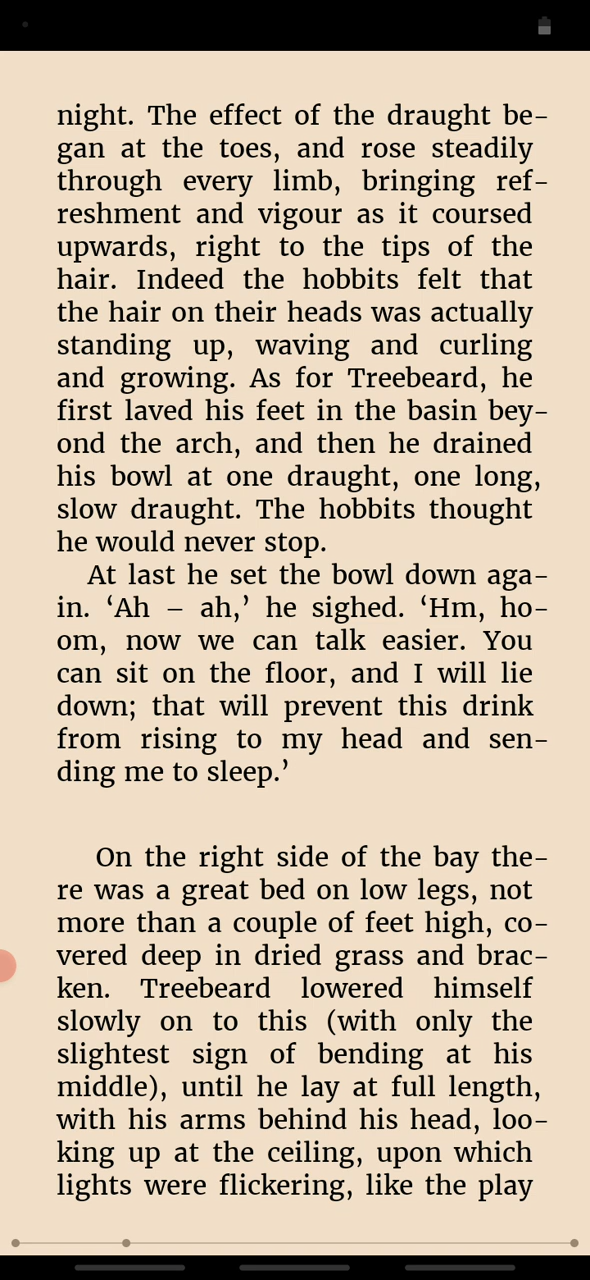 night. The effect of the draught be-
gan at the toes, and rose steadily
through every limb, bringing ref-
reshment and vigour as it coursed
upwards, right to the tips of the
hair. Indeed the hobbits felt that
the hair on their heads was actually
standing up, waving and curling
and growing. As for Treebeard, he
first laved his feet in the basin bey-
ond the arch, and then he drained
his bowl at one draught, one long,
slow draught. The hobbits thought
he would never stop.
At last he set the bowl down aga-
in. ‘Ah – ah,’ he sighed. ‘Hm, ho-
om, now we can talk easier. You
can sit on the floor, and I will lie
down; that will prevent this drink
from rising to my head and sen-
ding me to sleep.’
On the right side of the bay the-
re was a great bed on low legs, not
more than a couple of feet high, co-
vered deep in dried grass and brac-
ken. Treebeard lowered himself
slowly on to this (with only the
slightest sign of bending at his
middle), until he lay at full length,
with his arms behind his head, loo-
king up at the ceiling, upon which
lights were flickering, like the play